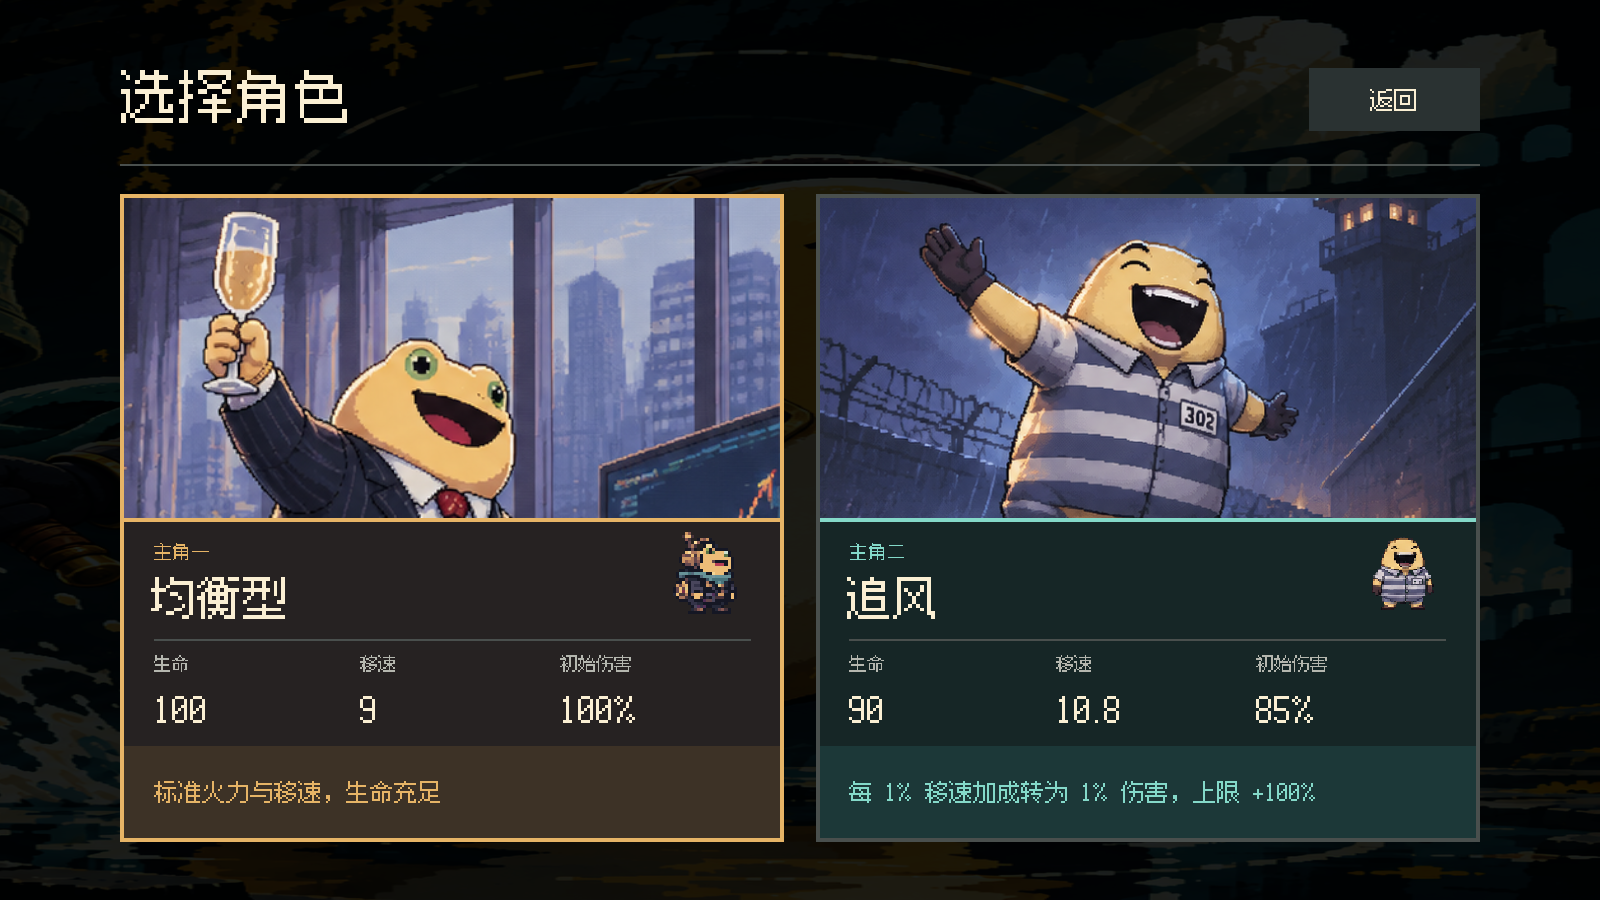 选择角色
返回
302
主角一
均衡型
生命 移速 初始伤害
100 9 100%
标准火力与移速，生命充足
主角二
追风
生命 移速 初始伤害
90 10.8 85%
每 1% 移速加成转为 1% 伤害，上限 +100%